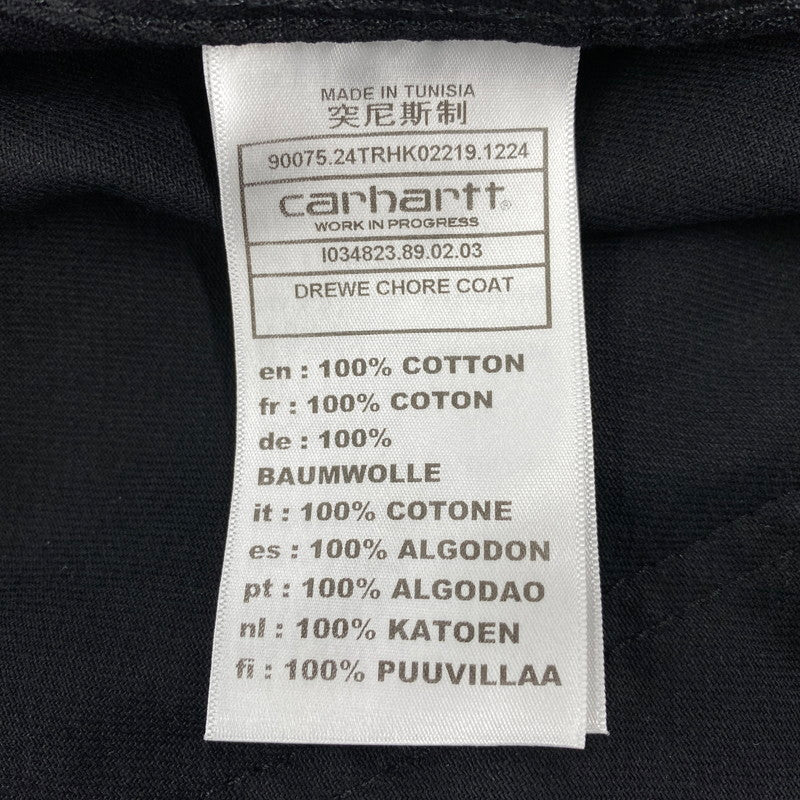 MADE IN TUNISIA
突尼斯制
90075.24TRHK02219.1224
carhartt®
WORK IN PROGRESS
I034823.89.02.03
DREWE CHORE COAT
en : 100% COTTON
fr : 100% COTON
de : 100%
BAUMWOLLE
it : 100% COTONE
es : 100% ALGODON
pt : 100% ALGODAO
nl : 100% KATOEN
fi : 100% PUUVILLAA